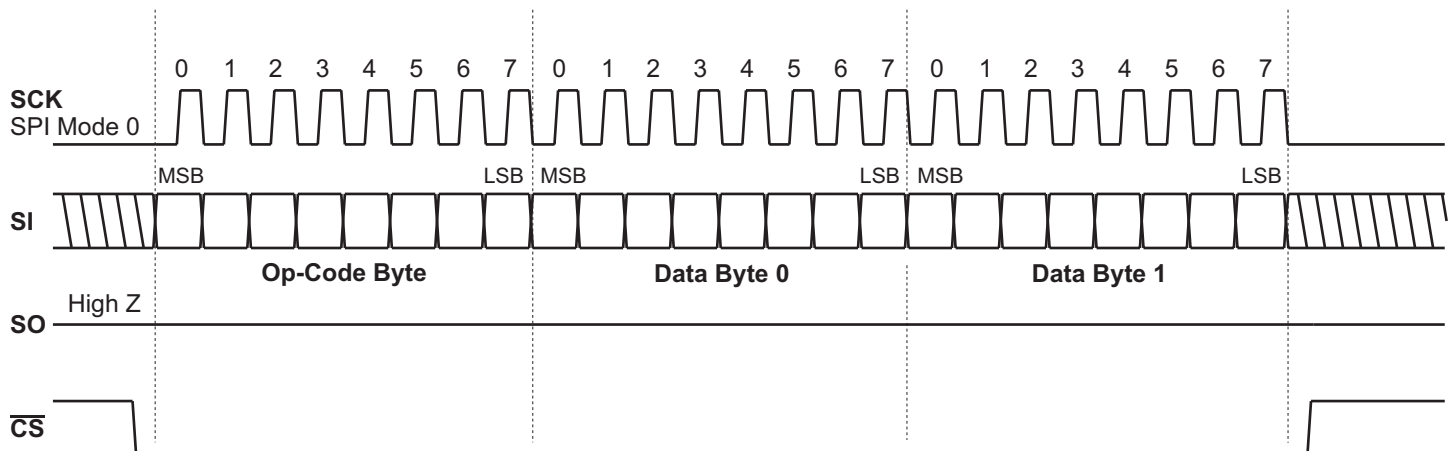 0 1 2 3 4 5 6 7 0 1 2 3 4 5 6 7 0 1 2 3 4 5 6 7
SCK
SPI Mode 0
MSB LSB MSB LSB MSB LSB
SI
Op-Code Byte Data Byte 0 Data Byte 1
High Z
SO
CS